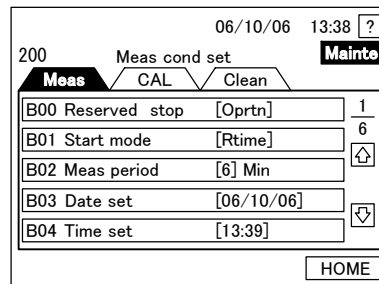 06/10/06 13:38 ?
200 Meas cond set Mainte
Meas CAL Clean
B00 Reserved stop [Oprtn]
B01 Start mode [Rtime]
B02 Meas period [6] Min
B03 Date set [06/10/06]
B04 Time set [13:39]
1
6
HOME